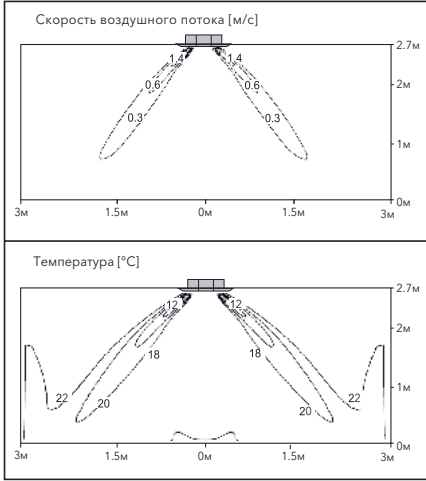 Скорость воздушного потока [м/с]
2.7м
1.4 1.4
2м
0.6 0.6
0.3 0.3
1м
0м
3м 1.5м 0м 1.5м 3м
Температура [°C]
2.7м
12 12
2м
18 18
1м
22 20 20 22
0м
3м 1.5м 0м 1.5м 3м